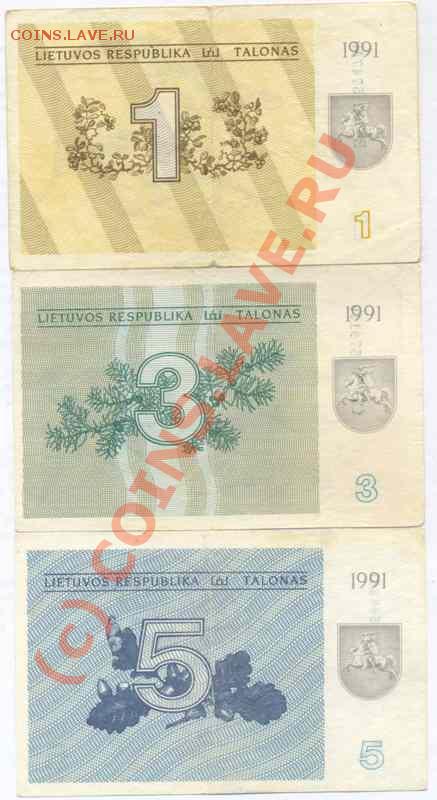 COINS.ЛАVЕ.RU
LIETUVOS RESPUBLIKA TALONAS
1991
1
1
LIETUVOS RESPUBLIKA TALONAS
1991
3
3
LIETUVOS RESPUBLIKA TALONAS
1991
5
5
(c) COINS.LAVE.RU